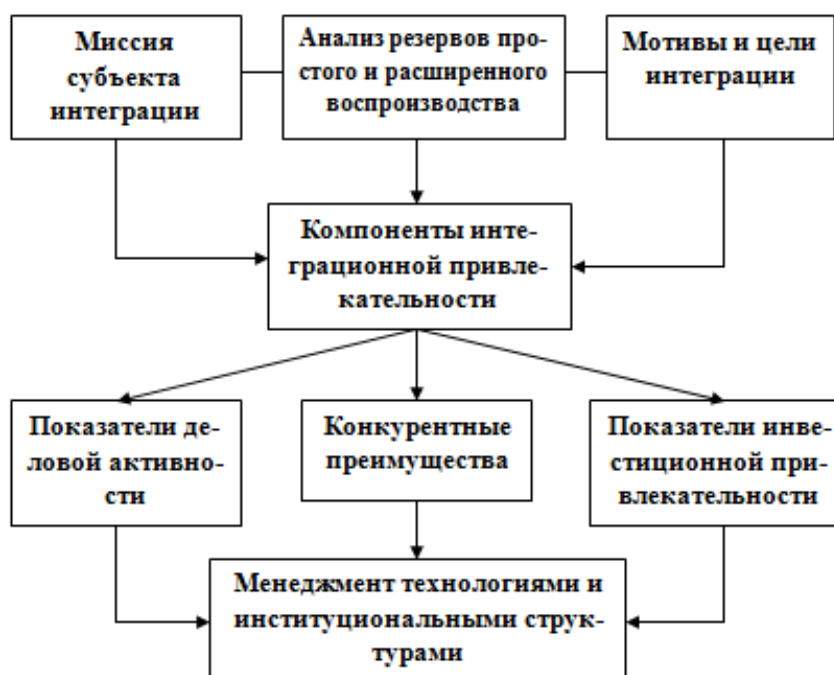 Миссия
субъекта
интеграции
Анализ резервов про-
стого и расширенного
воспроизводства
Мотивы и цели
интеграции
Компоненты инте-
еграционной привле-
кательности
Показатели де-
ловой активно-
сти
Конкурентные
преимущества
Показатели инве-
стиционной при-
влекательности
Менеджмент технологиями и
институциональными струк-
турами